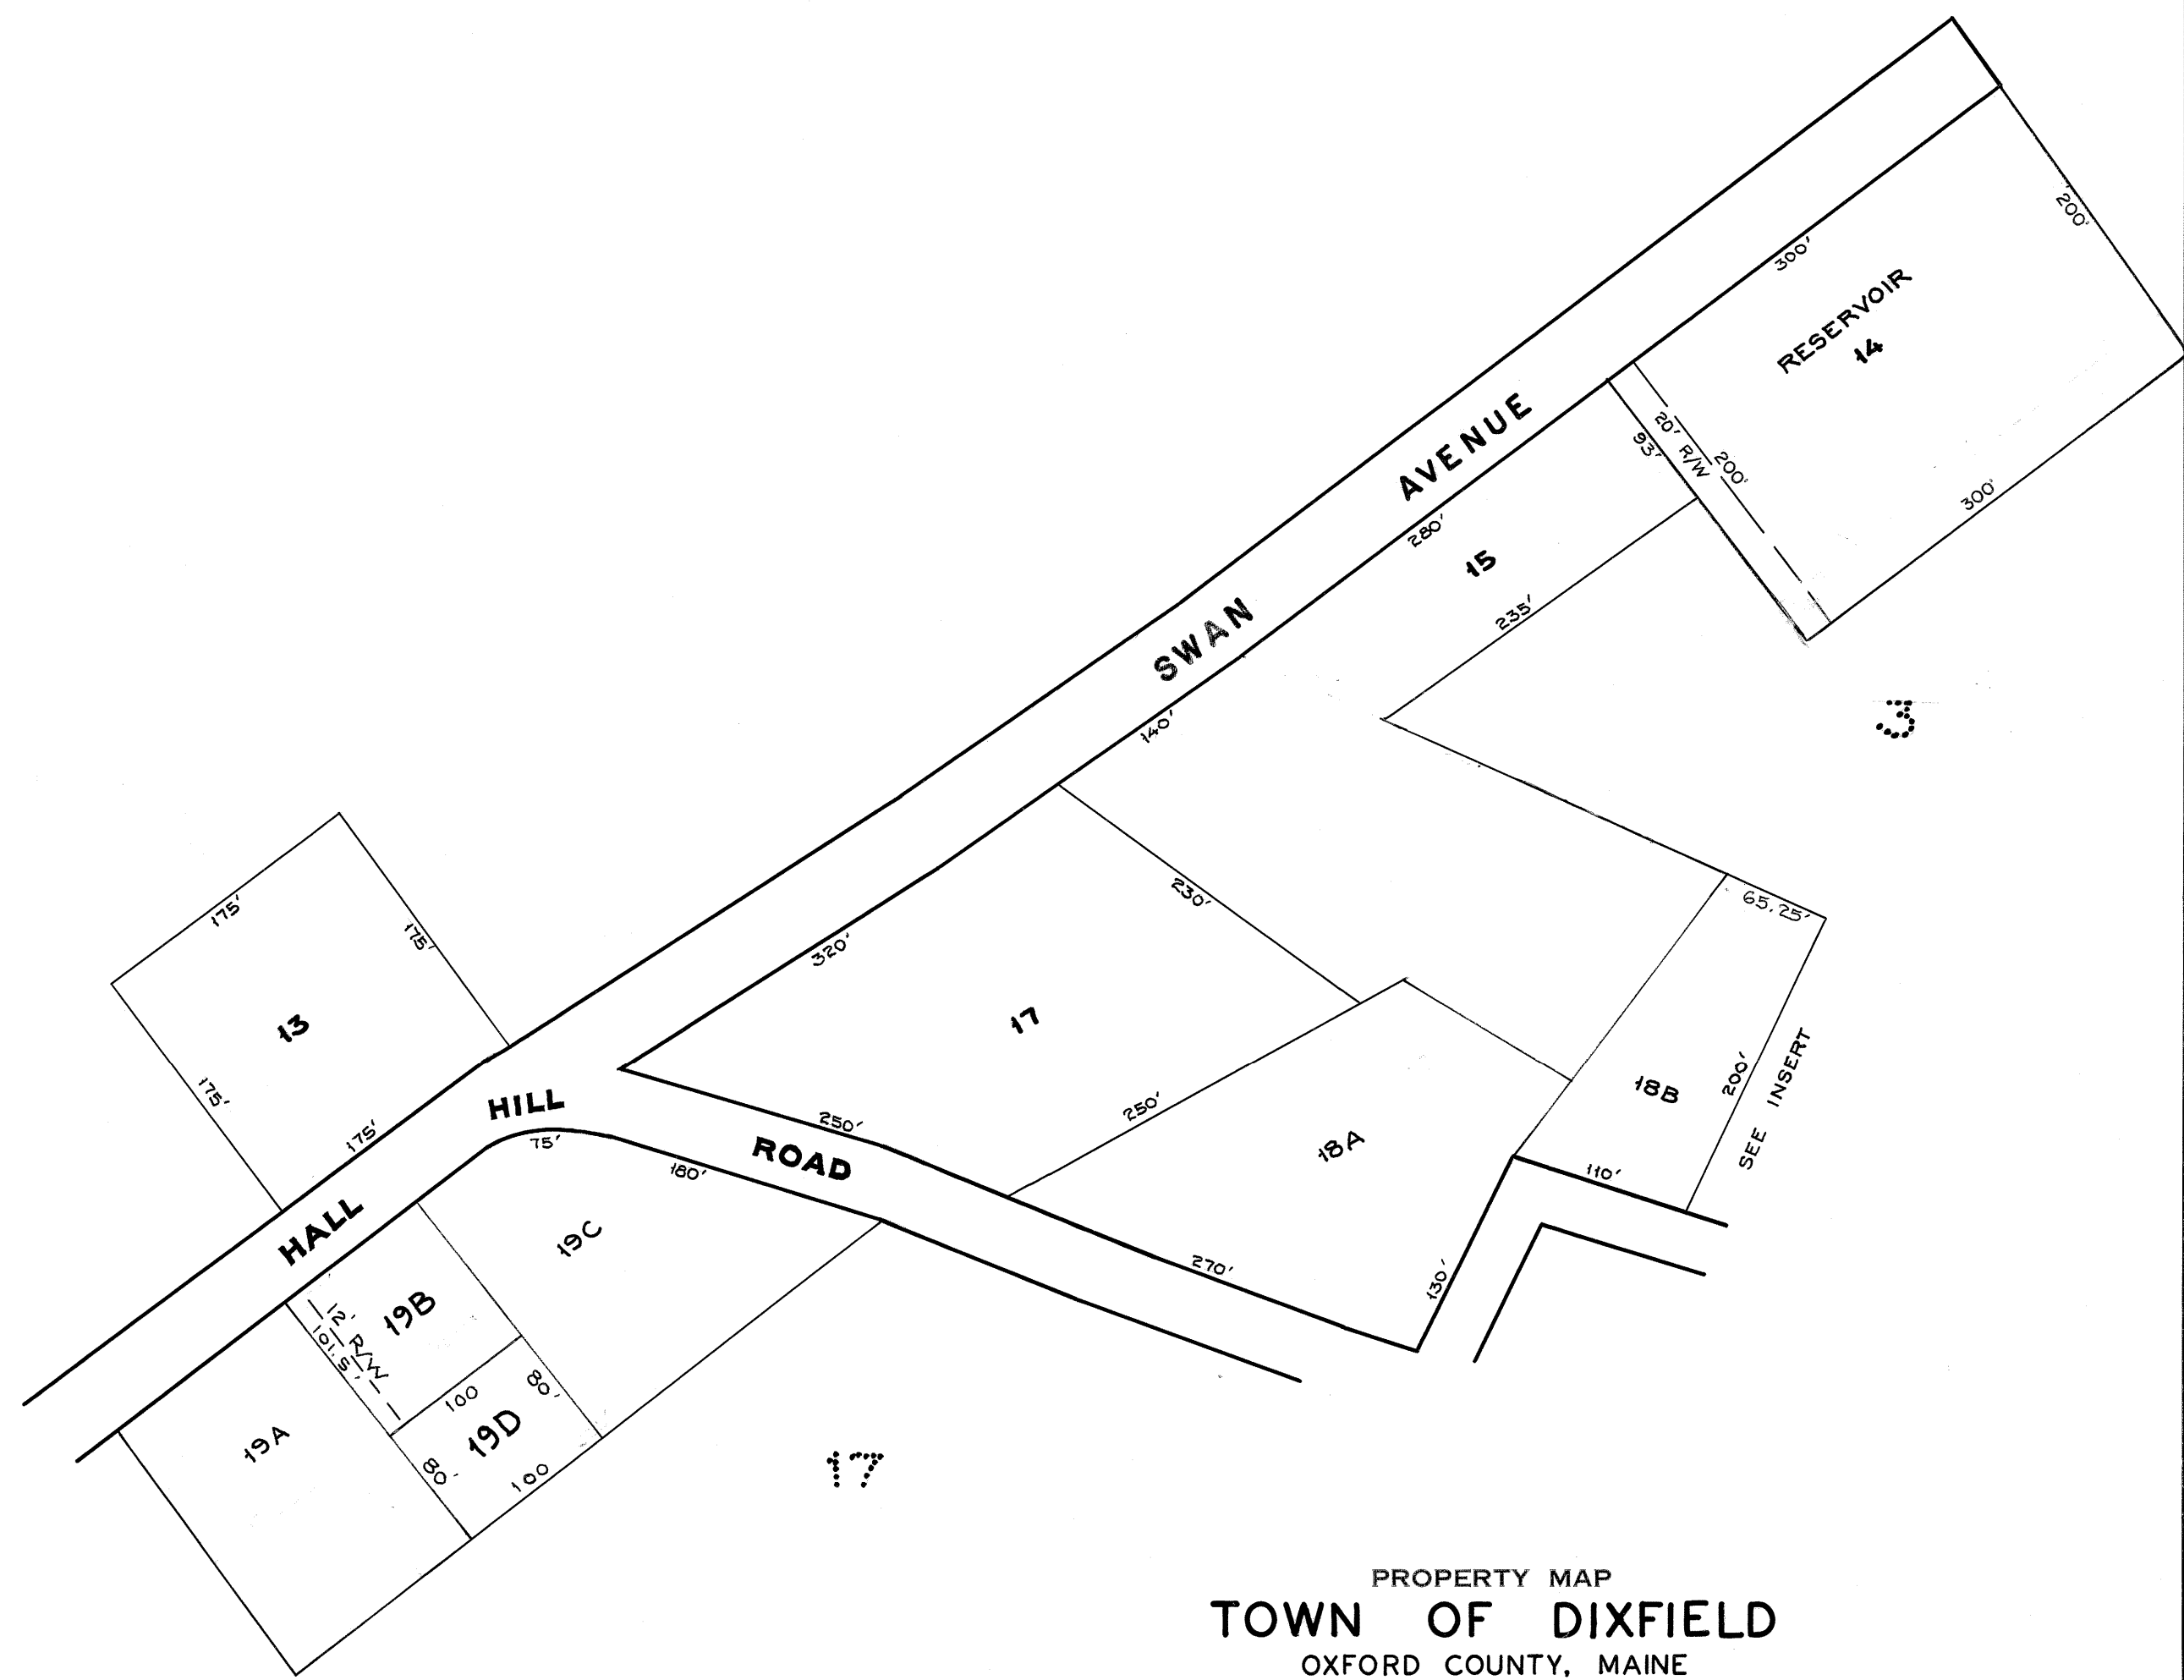 200'
300'
RESERVOIR
14
AVENUE
20' R/W
93'
200'
300'
280'
15
SWAN
235'
140'
3
175'
175'
230'
65.25'
320'
13
17
175'
175'
HILL
250'
250'
18B
200'
SEE INSERT
75'
ROAD
180'
18A
110'
HALL
19C
270'
130'
19B
12' R/W
101.5'
100
80'
19A
19D
80'
100
17
PROPERTY MAP
TOWN OF DIXFIELD
OXFORD COUNTY, MAINE